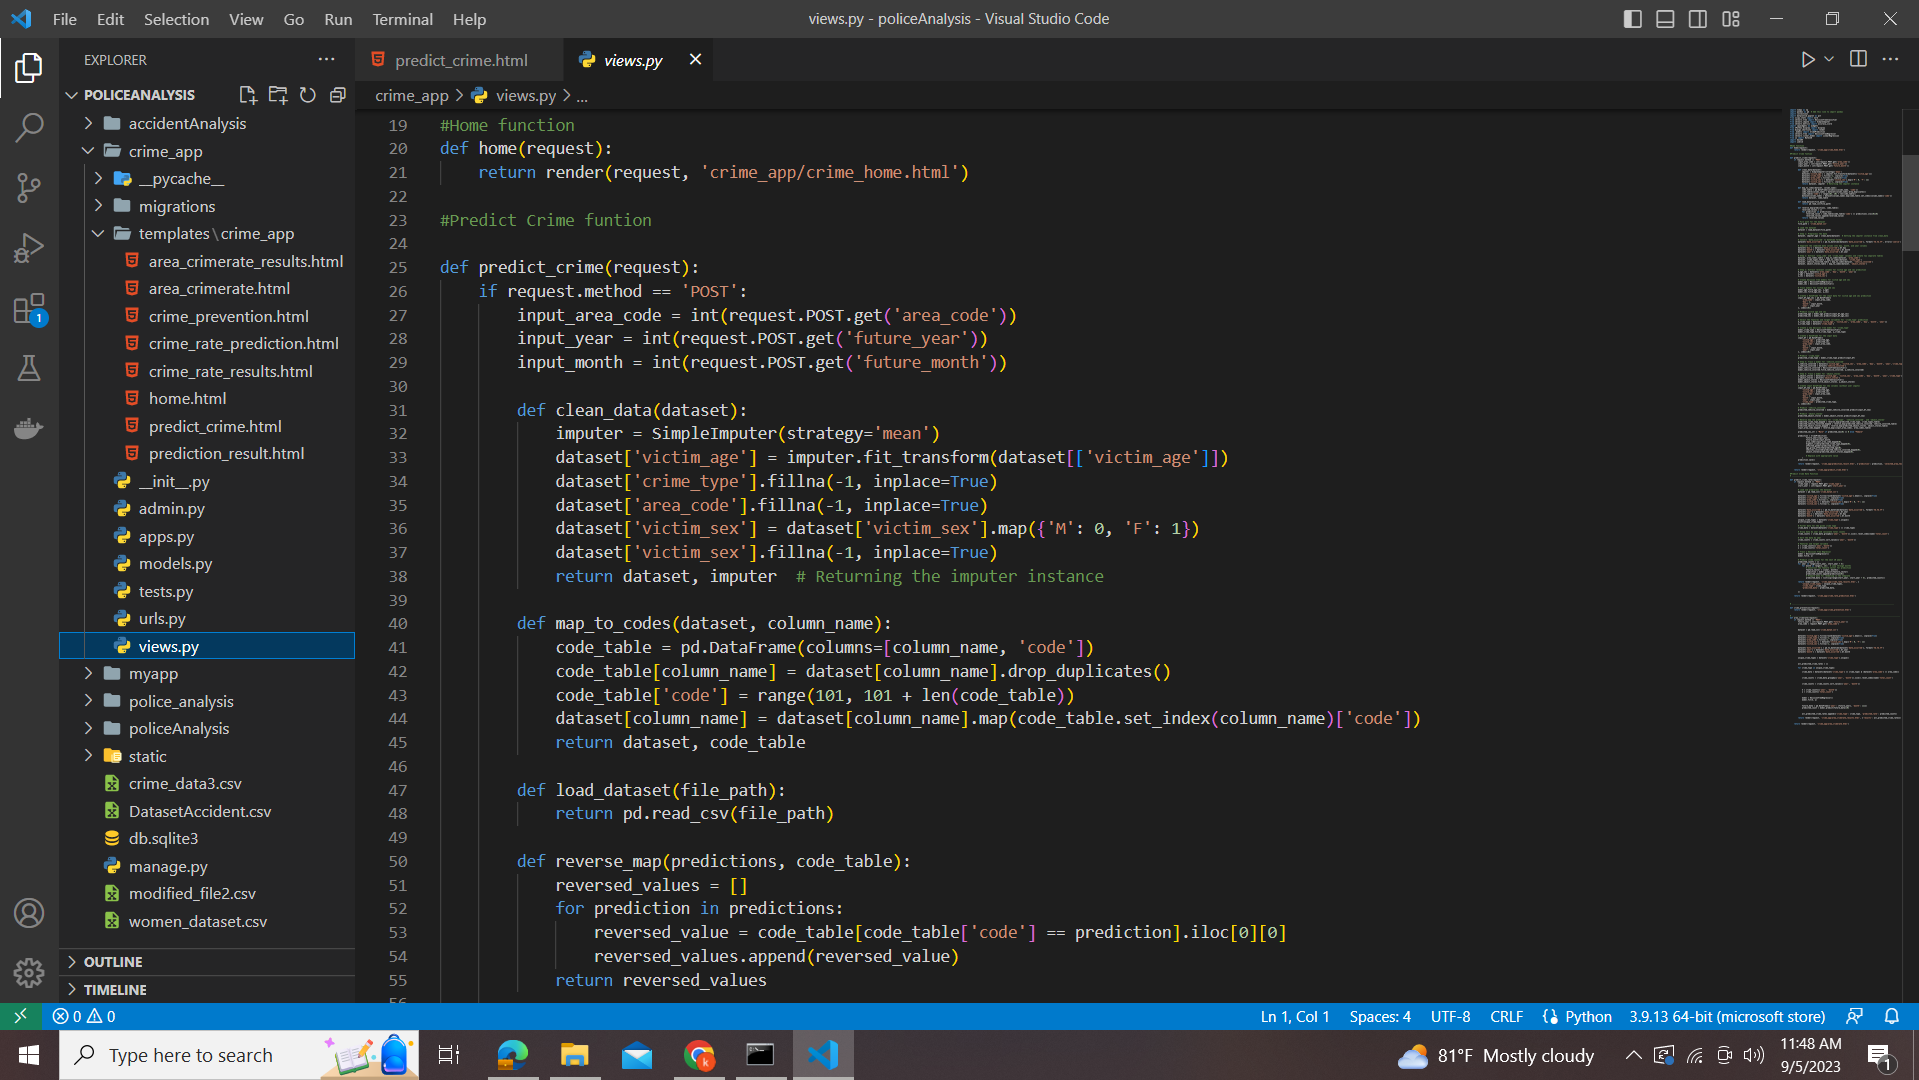 File Edit Selection View Go Run Terminal Help
views.py - policeAnalysis - Visual Studio Code
EXPLORER
POLICEANALYSIS
accidentAnalysis
crime_app
__pycache__
migrations
templates\crime_app
area_crimerate_results.html
area_crimerate.html
crime_prevention.html
crime_rate_prediction.html
crime_rate_results.html
home.html
predict_crime.html
prediction_result.html
__init__.py
admin.py
apps.py
models.py
tests.py
urls.py
views.py
myapp
police_analysis
policeAnalysis
static
crime_data3.csv
DatasetAccident.csv
db.sqlite3
manage.py
modified_file2.csv
women_dataset.csv
OUTLINE
TIMELINE
1
predict_crime.html
views.py
crime_app > views.py > ...
19 #Home function
20 def home(request):
21 return render(request, 'crime_app/crime_home.html')
22
23 #Predict Crime funtion
24
25 def predict_crime(request):
26 if request.method == 'POST':
27 input_area_code = int(request.POST.get('area_code'))
28 input_year = int(request.POST.get('future_year'))
29 input_month = int(request.POST.get('future_month'))
30
31 def clean_data(dataset):
32 imputer = SimpleImputer(strategy='mean')
33 dataset['victim_age'] = imputer.fit_transform(dataset[['victim_age']])
34 dataset['crime_type'].fillna(-1, inplace=True)
35 dataset['area_code'].fillna(-1, inplace=True)
36 dataset['victim_sex'] = dataset['victim_sex'].map({'M': 0, 'F': 1})
37 dataset['victim_sex'].fillna(-1, inplace=True)
38 return dataset, imputer # Returning the imputer instance
39
40 def map_to_codes(dataset, column_name):
41 code_table = pd.DataFrame(columns=[column_name, 'code'])
42 code_table[column_name] = dataset[column_name].drop_duplicates()
43 code_table['code'] = range(101, 101 + len(code_table))
44 dataset[column_name] = dataset[column_name].map(code_table.set_index(column_name)['code'])
45 return dataset, code_table
46
47 def load_dataset(file_path):
48 return pd.read_csv(file_path)
49
50 def reverse_map(predictions, code_table):
51 reversed_values = []
52 for prediction in predictions:
53 reversed_value = code_table[code_table['code'] == prediction].iloc[0][0]
54 reversed_values.append(reversed_value)
55 return reversed_values
56
0 0
Ln 1, Col 1 Spaces: 4 UTF-8 CRLF Python 3.9.13 64-bit (microsoft store)
Type here to search
81°F Mostly cloudy
11:48 AM
9/5/2023
1